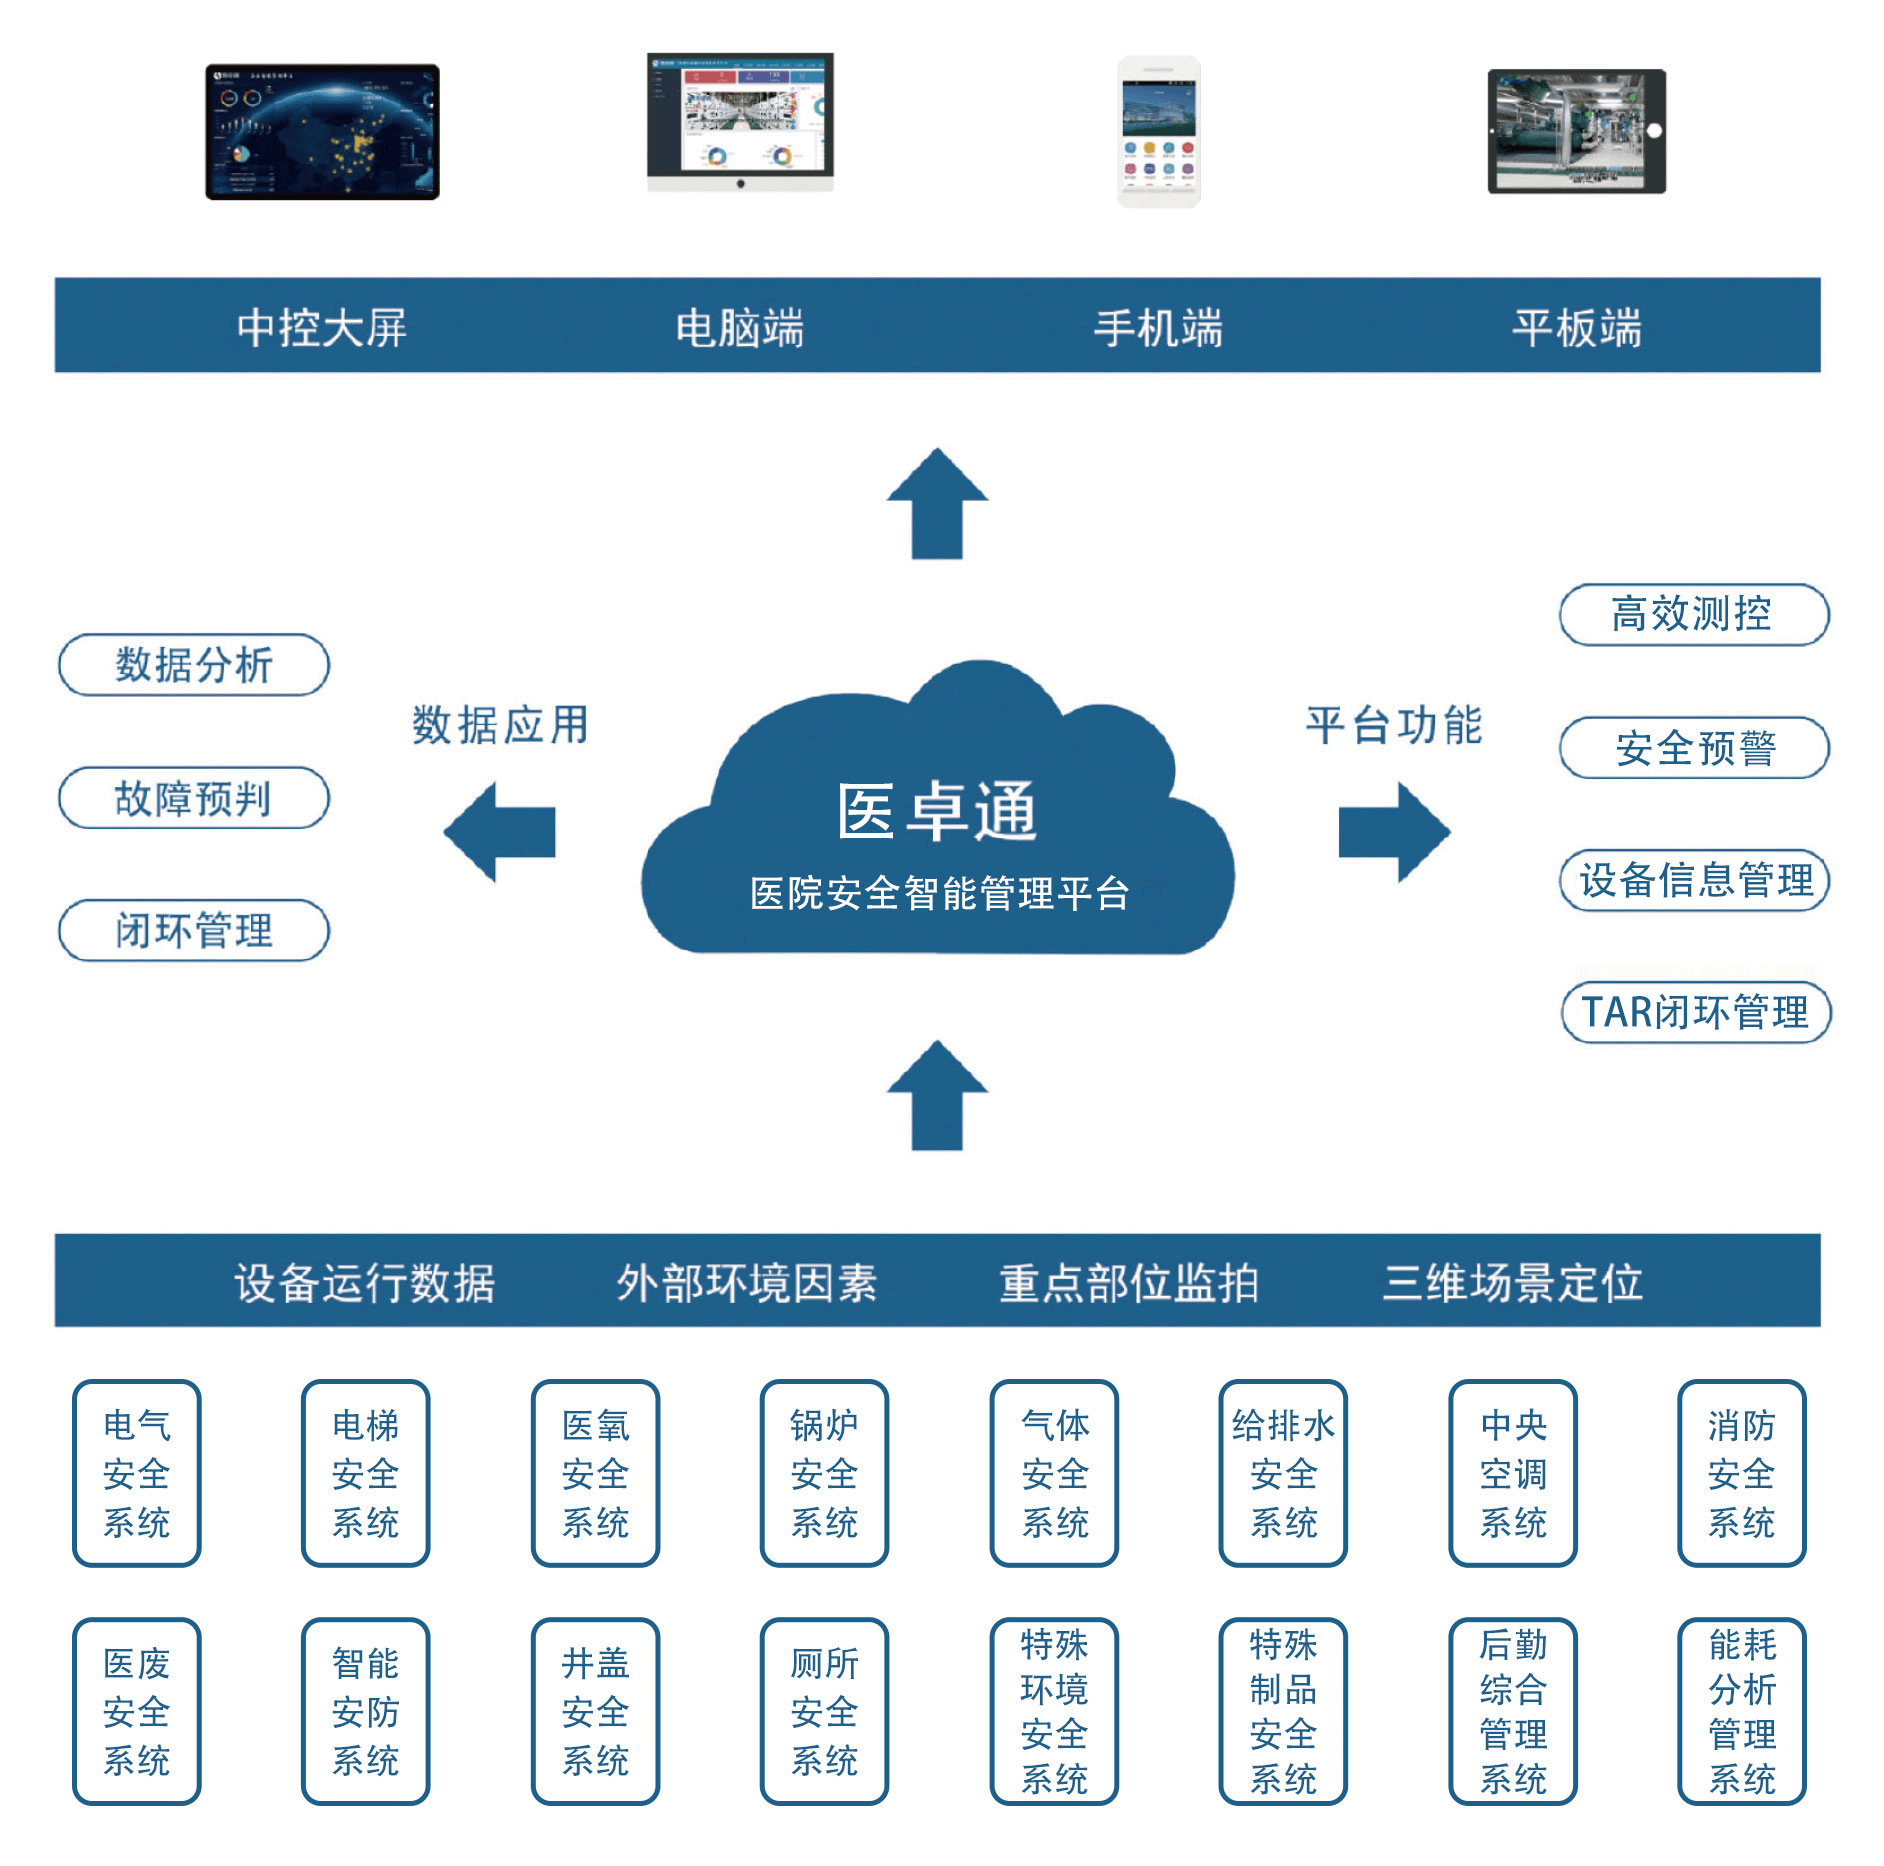 中控大屏
电脑端
手机端
平板端
数据分析
故障预判
闭环管理
数据应用
医卓通
医院安全智能管理平台
平台功能
高效测控
安全预警
设备信息管理
TAR闭环管理
设备运行数据
外部环境因素
重点部位监拍
三维场景定位
电气
安全
系统
电梯
安全
系统
医氧
安全
系统
锅炉
安全
系统
气体
安全
系统
给排水
安全
系统
中央
空调
系统
消防
安全
系统
医废
安全
系统
智能
安防
系统
井盖
安全
系统
厕所
安全
系统
特殊
环境
安全
系统
特殊
制品
安全
系统
后勤
综合
管理
系统
能耗
分析
管理
系统